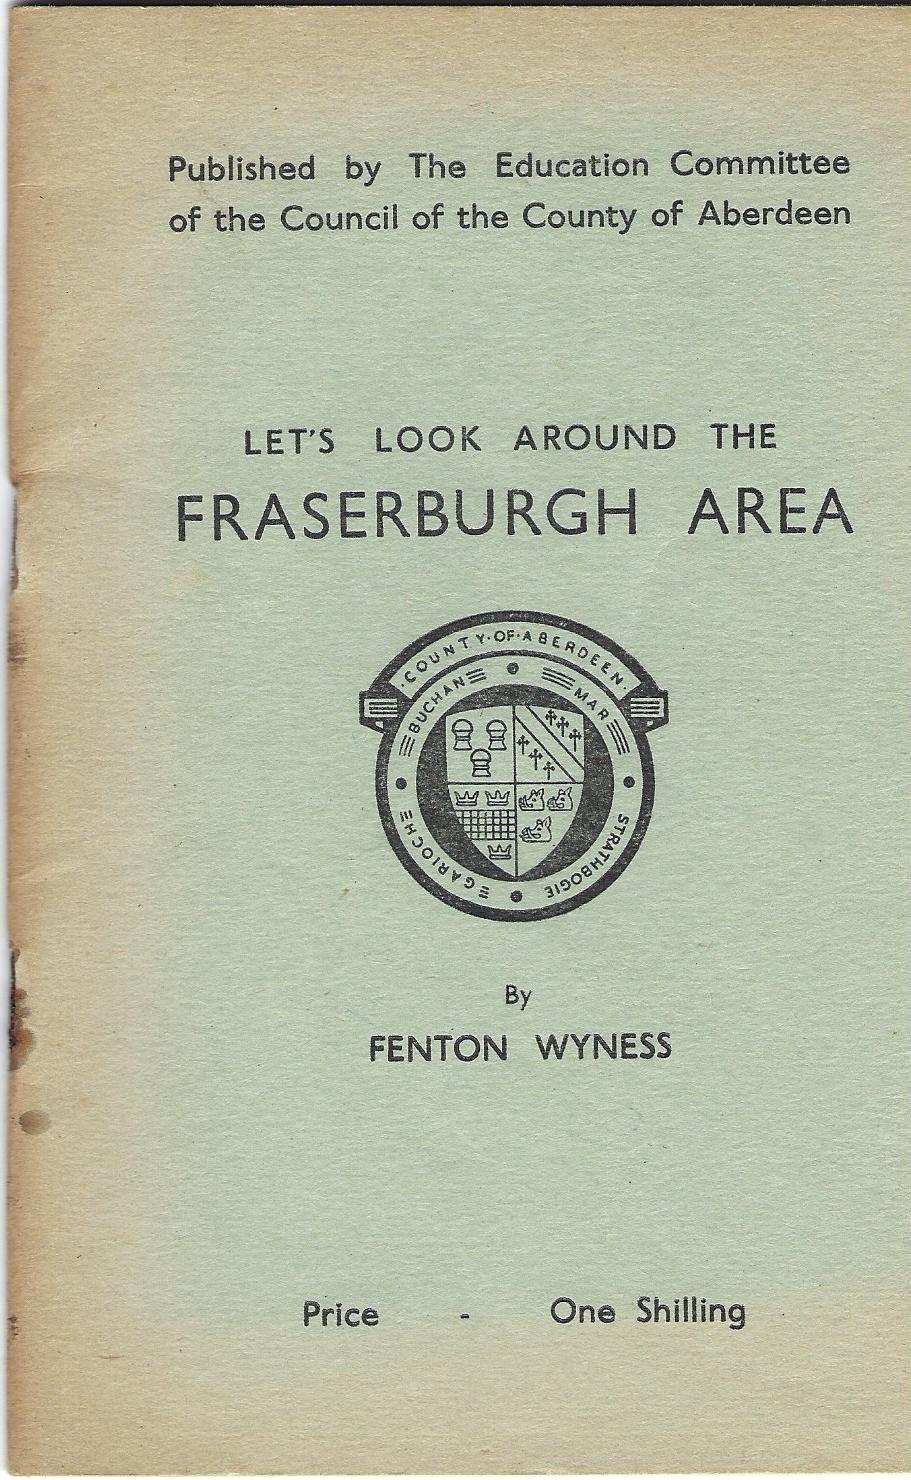 Published by The Education Committee
of the Council of the County of Aberdeen
LET'S LOOK AROUND THE
FRASERBURGH AREA
·COUNTY·OF·ABERDEEN·
BUCHAN
MAR
GARIOCHE
STRATHBOGIE
By
FENTON WYNESS
Price - One Shilling